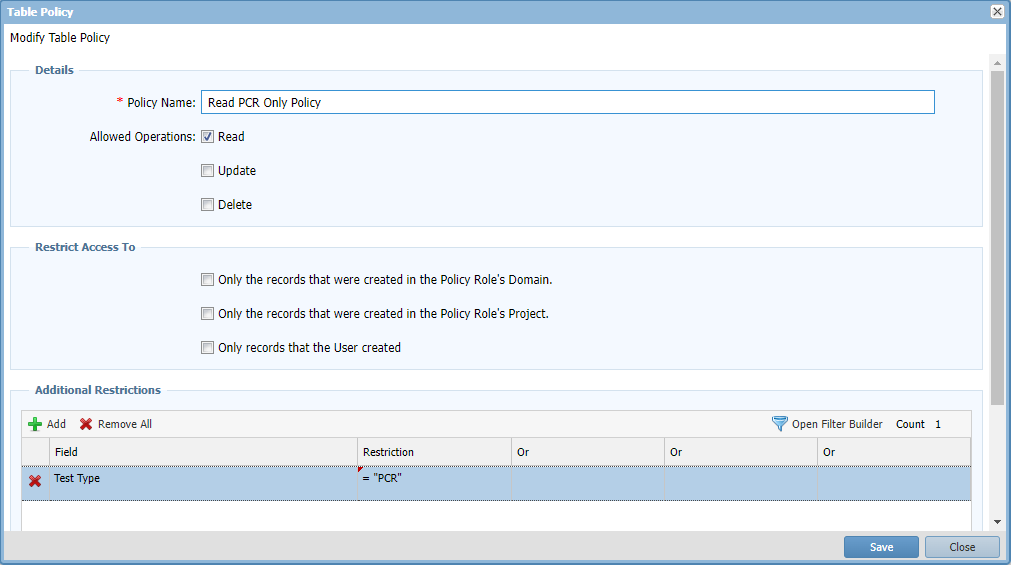 Table Policy
Modify Table Policy
Details
* Policy Name: Read PCR Only Policy
Allowed Operations: Read
Update
Delete
Restrict Access To
Only the records that were created in the Policy Role's Domain.
Only the records that were created in the Policy Role's Project.
Only records that the User created
Additional Restrictions
Add Remove All Open Filter Builder Count 1
Field Restriction Or Or Or
Test Type = "PCR"
Save Close